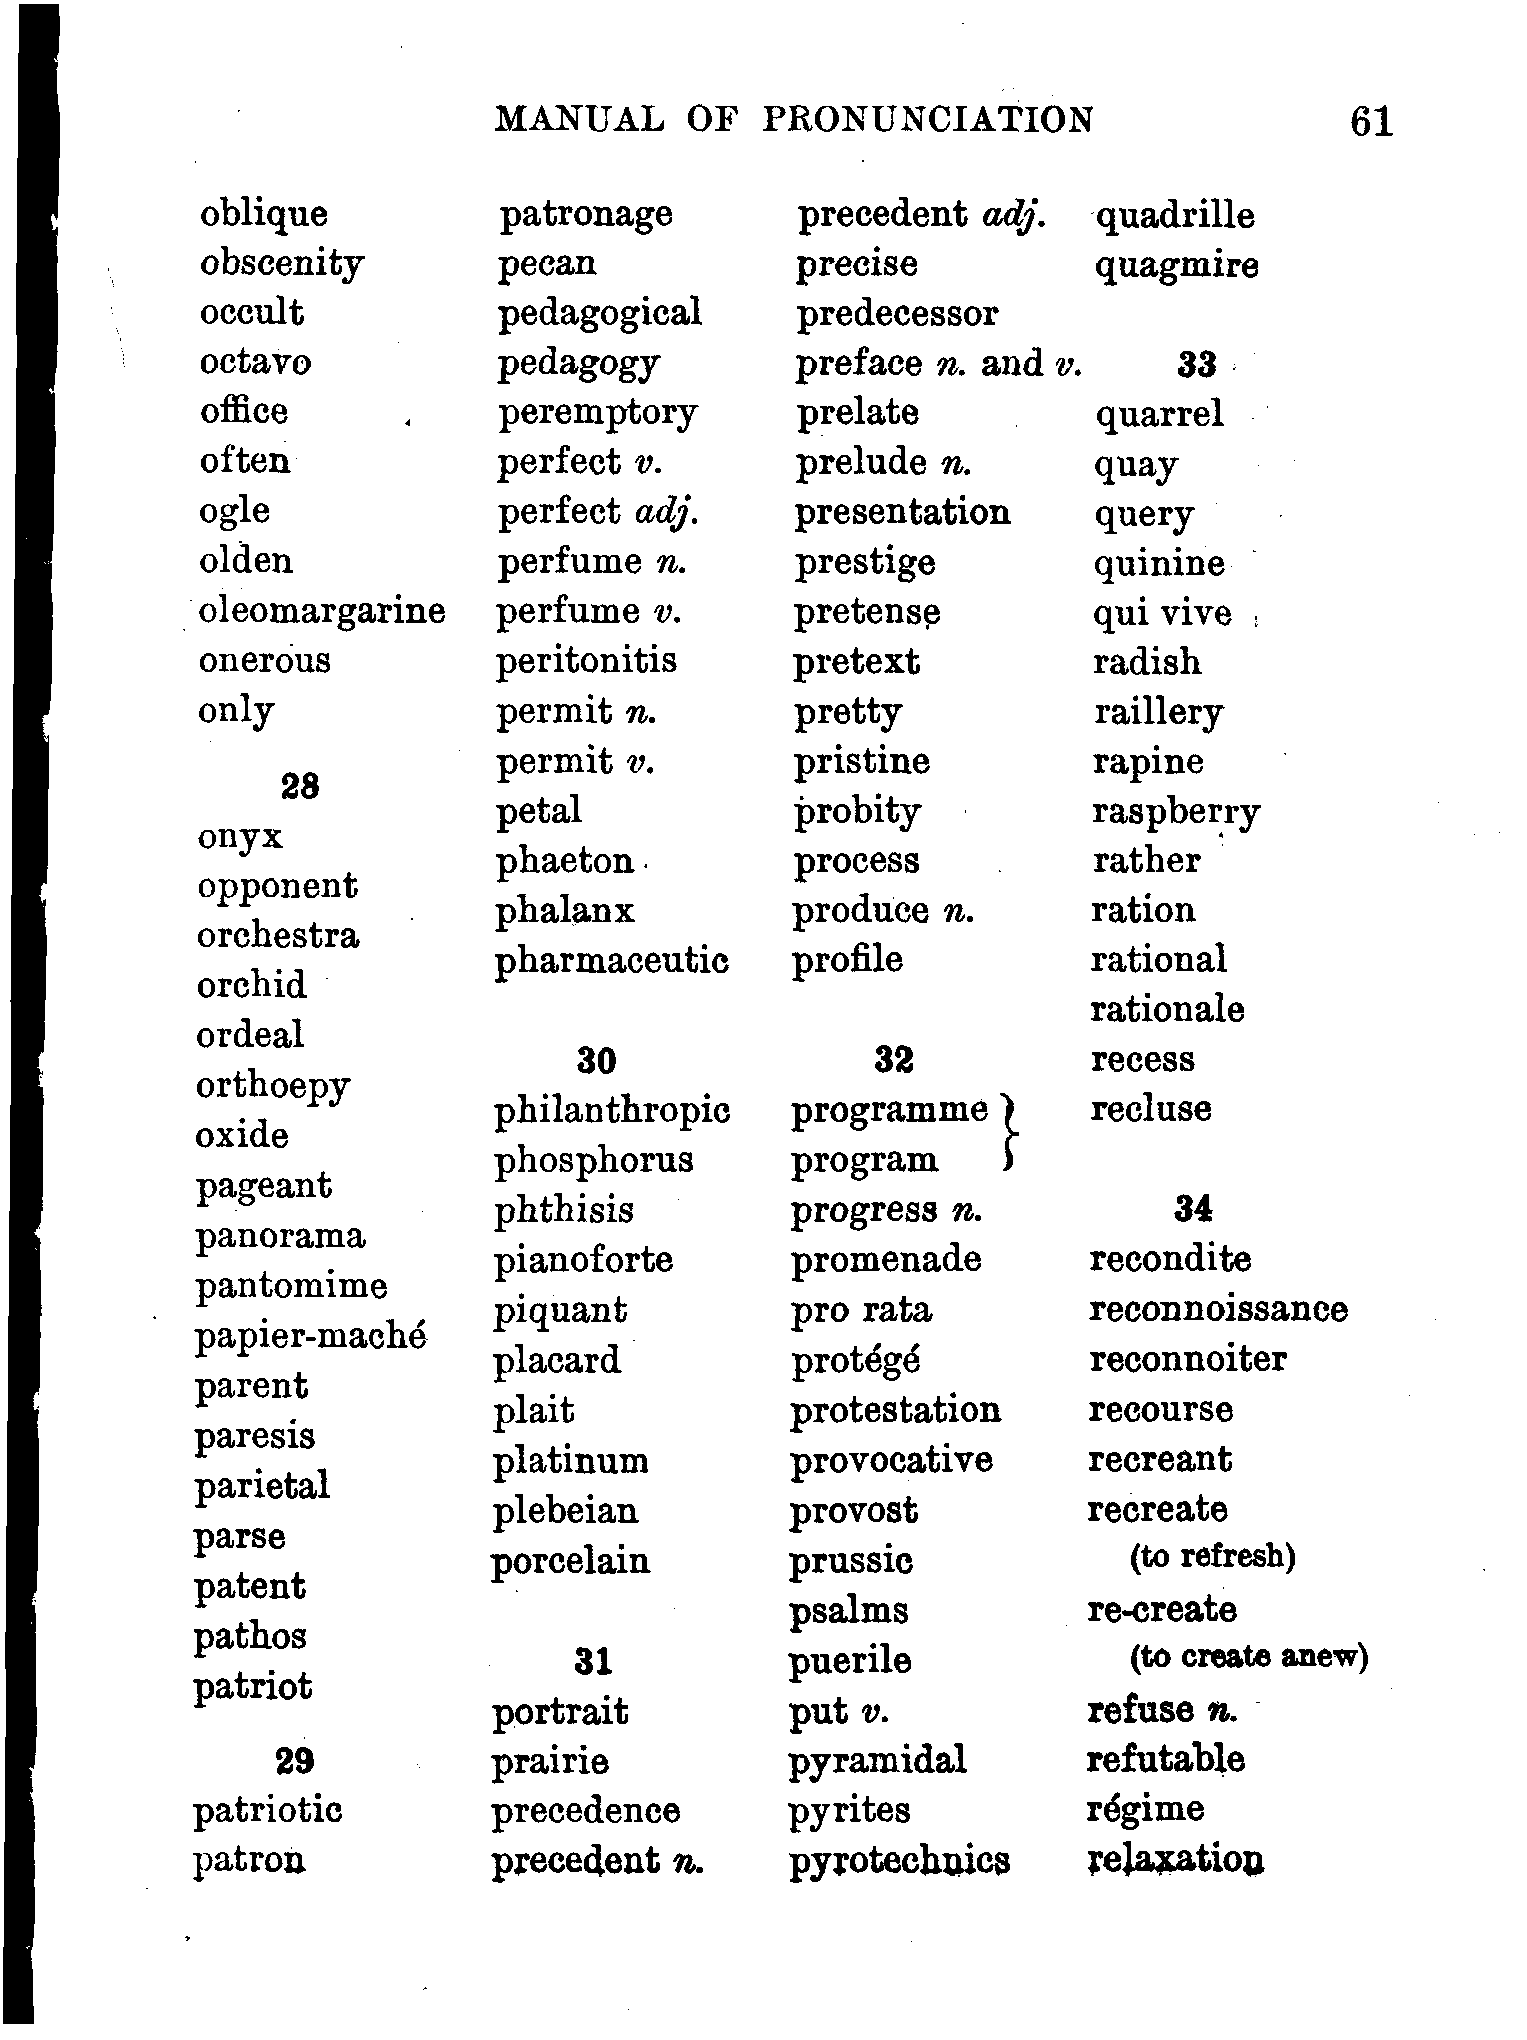 MANUAL OF PRONUNCIATION 61
oblique
obscenity
occult
octavo
office
often
ogle
olden
oleomargarine
onerous
only
28
onyx
opponent
orchestra
orchid
ordeal
orthoepy
oxide
pageant
panorama
pantomime
papier-maché
parent
paresis
parietal
parse
patent
pathos
patriot
29
patriotic
patron
patronage
pecan
pedagogical
pedagogy
peremptory
perfect v.
perfect adj.
perfume n.
perfume v.
peritonitis
permit n.
permit v.
petal
phaeton
phalanx
pharmaceutic
30
philanthropic
phosphorus
phthisis
pianoforte
piquant
placard
plait
platinum
plebeian
porcelain
31
portrait
prairie
precedence
precedent n.
precedent adj.
precise
predecessor
preface n. and v.
prelate
prelude n.
presentation
prestige
pretense
pretext
pretty
pristine
probity
process
produce n.
profile
32
programme }
program }
progress n.
promenade
pro rata
protégé
protestation
provocative
provost
prussic
psalms
puerile
put v.
pyramidal
pyrites
pyrotechnics
quadrille
quagmire
33
quarrel
quay
query
quinine
qui vive
radish
raillery
rapine
raspberry
rather
ration
rational
rationale
recess
recluse
34
recondite
reconnoissance
reconnoiter
recourse
recreant
recreate
(to refresh)
re-create
(to create anew)
refuse n.
refutable
régime
relaxation